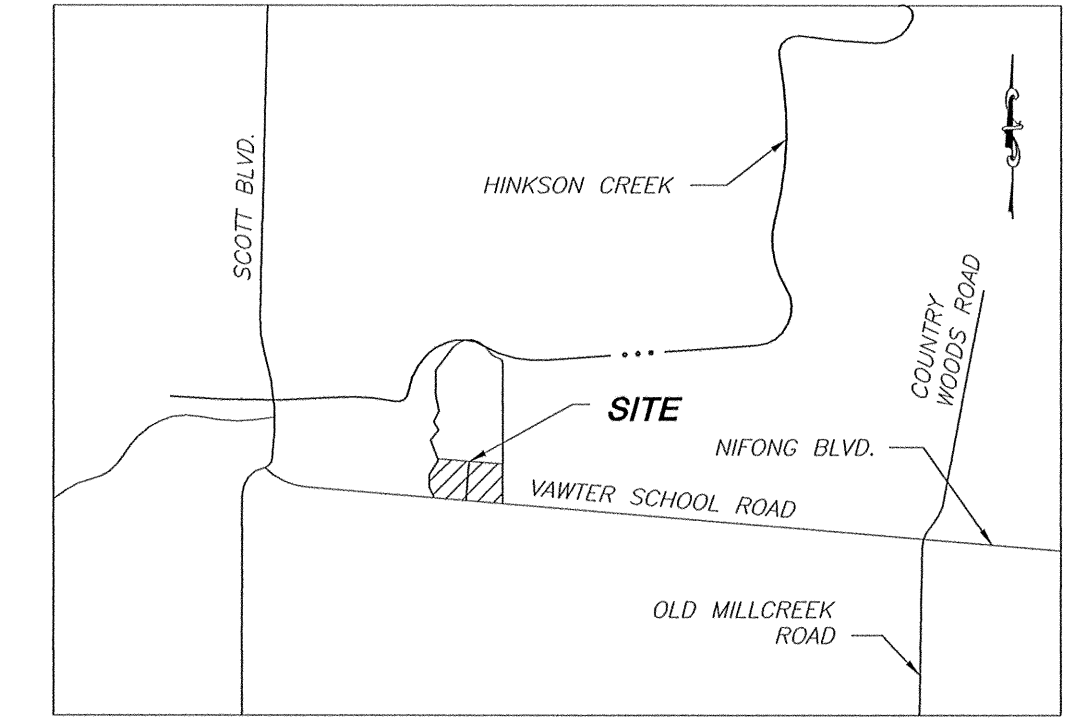 SCOTT BLVD.
HINKSON CREEK
COUNTRY
WOODS ROAD
SITE
NIFONG BLVD.
VAWTER SCHOOL ROAD
OLD MILLCREEK
ROAD